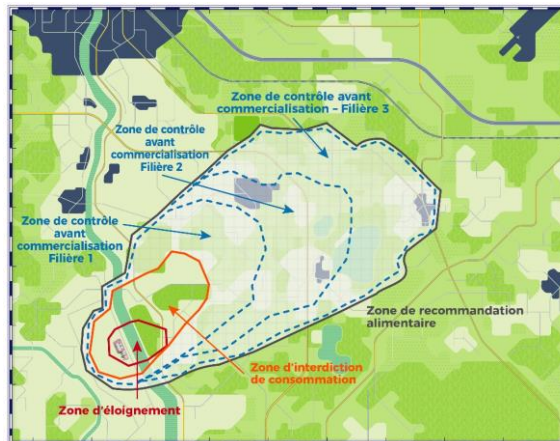 Zone de contrôle avant
commercialisation – Filière 3
Zone de contrôle
avant
commercialisation
Filière 2
Zone de contrôle
avant
commercialisation
Filière 1
Zone de recommandation
alimentaire
Zone d'interdiction
de consommation
Zone d'éloignement